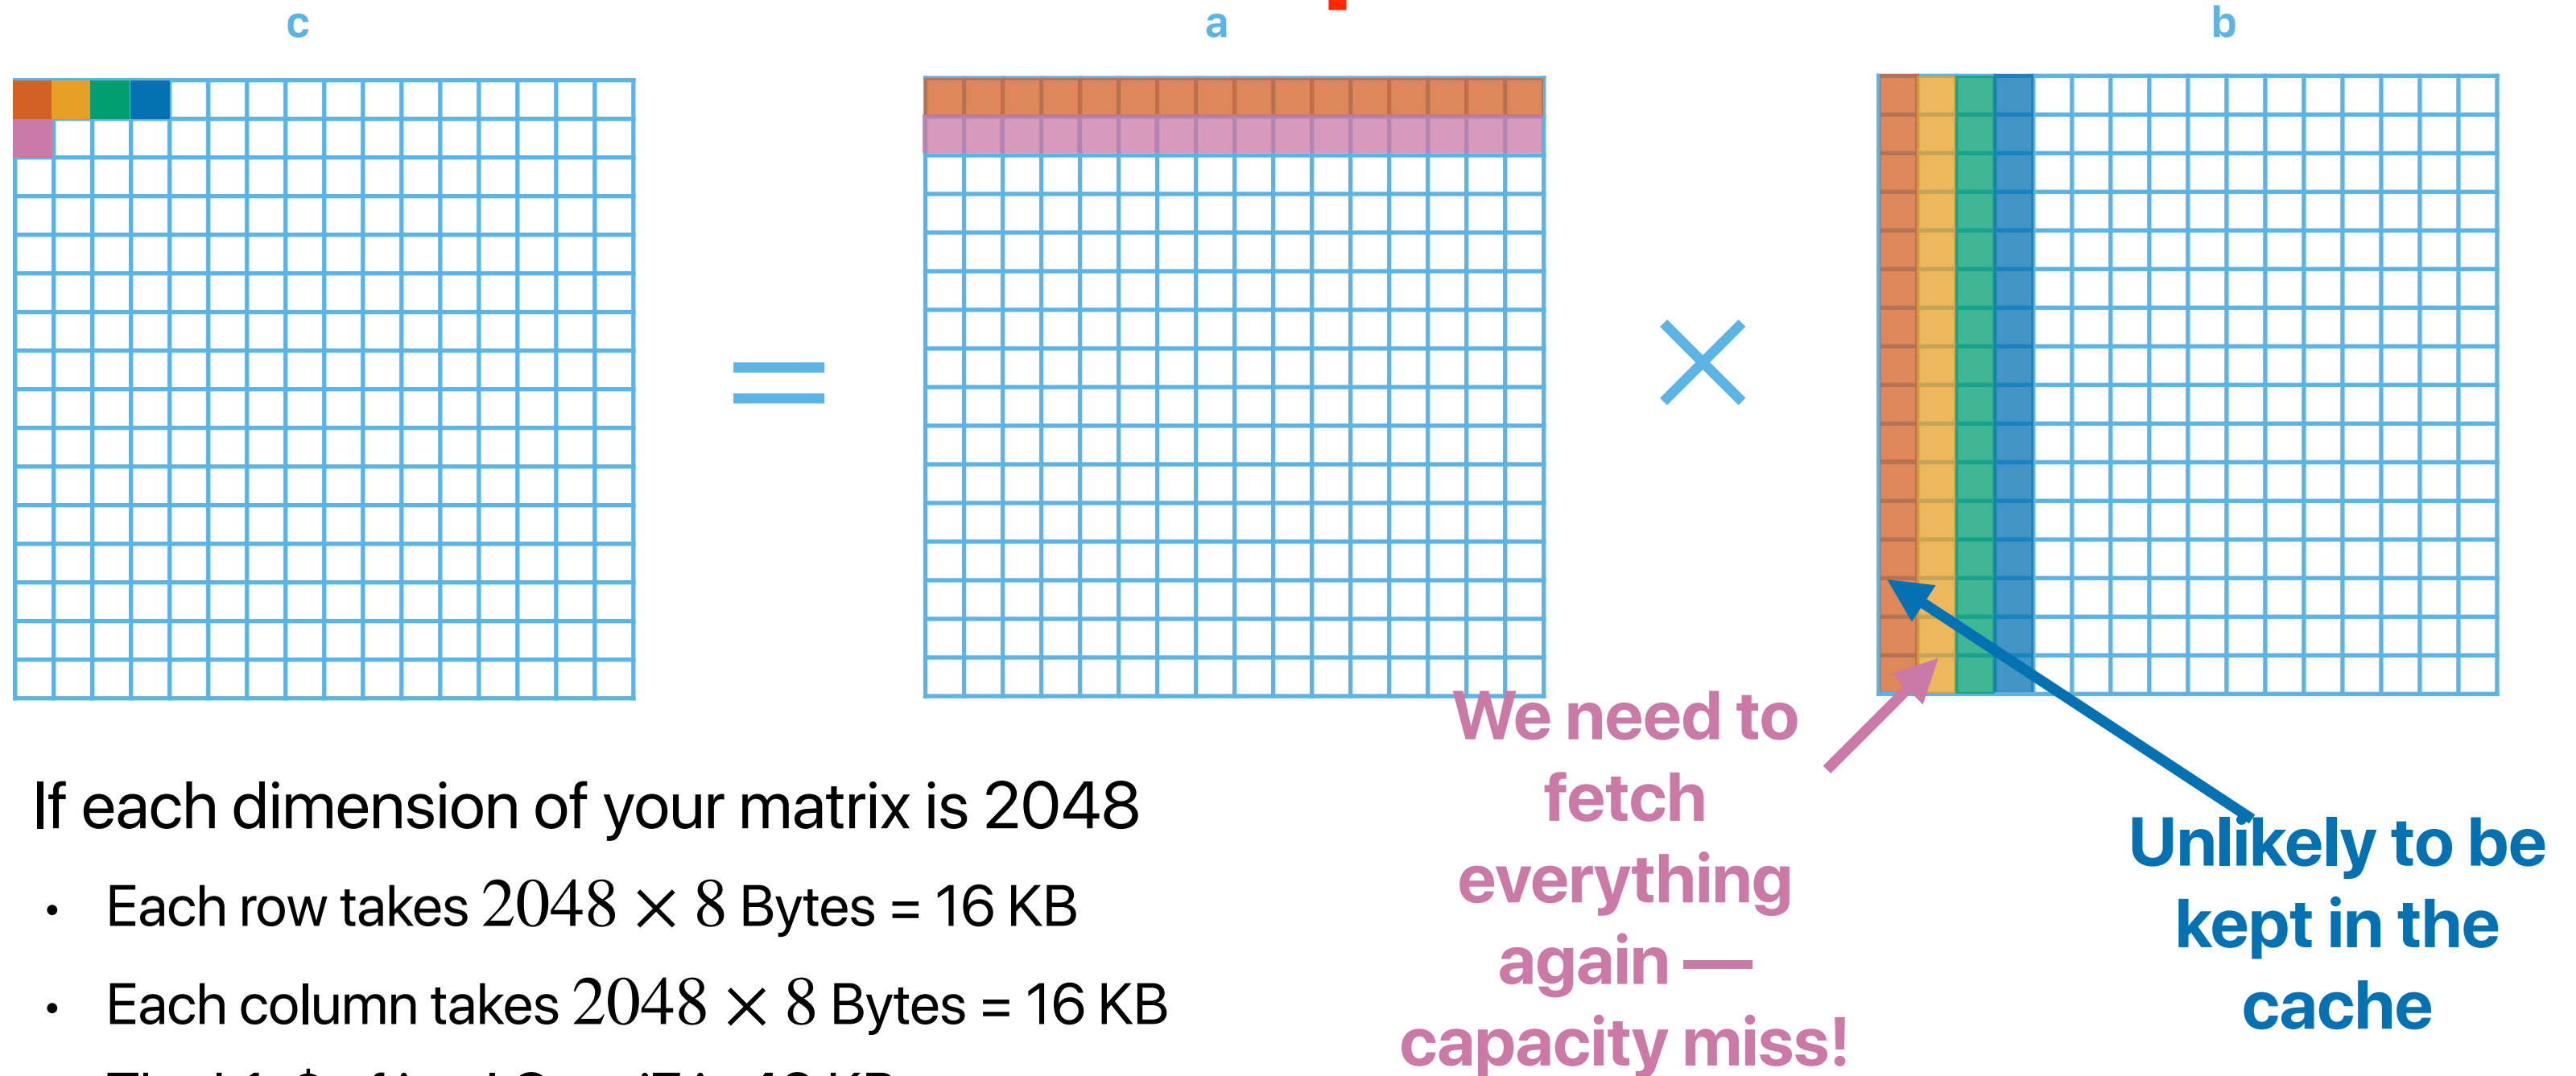 c
a
b
=
×
If each dimension of your matrix is 2048
• Each row takes 2048 × 8 Bytes = 16 KB
• Each column takes 2048 × 8 Bytes = 16 KB
We need to
fetch
everything
again —
capacity miss!
Unlikely to be
kept in the
cache